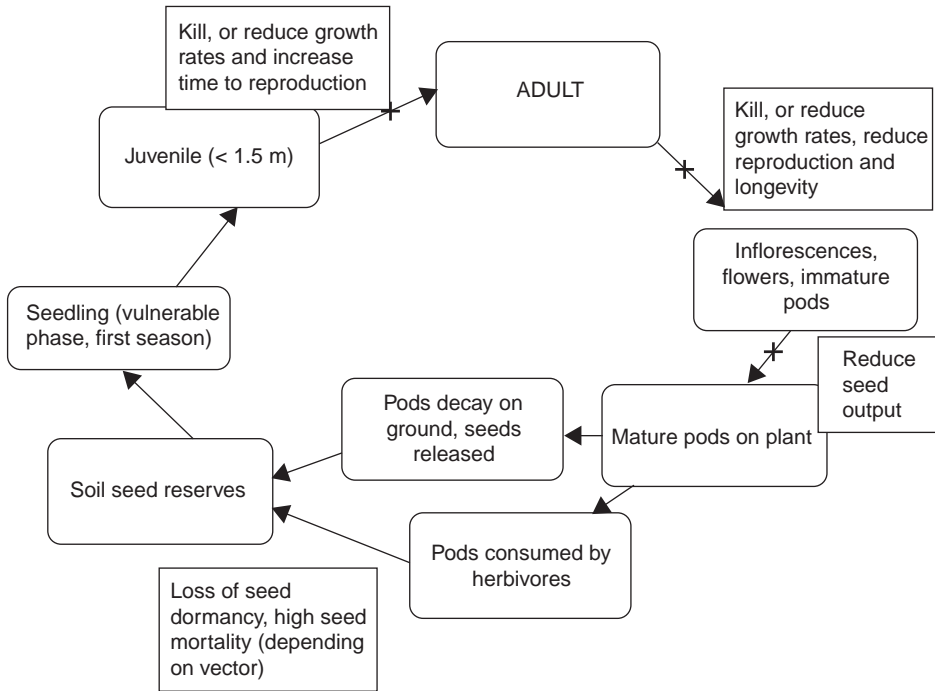 Kill, or reduce growth
rates and increase
time to reproduction
ADULT
Kill, or reduce
growth rates, reduce
reproduction and
longevity
Juvenile (< 1.5 m)
Inflorescences,
flowers, immature
pods
Seedling (vulnerable
phase, first season)
Reduce
seed
output
Pods decay on
ground, seeds
released
Mature pods on plant
Soil seed reserves
Pods consumed by
herbivores
Loss of seed
dormancy, high seed
mortality (depending
on vector)